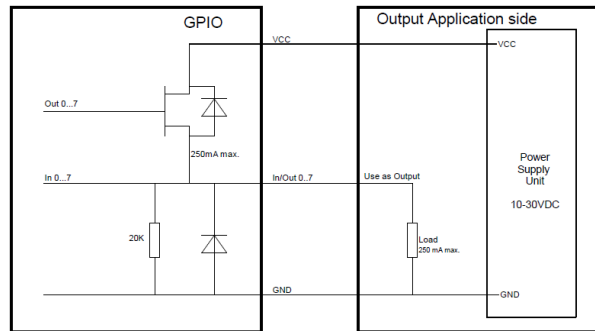 GPIO
Output Application side
VCC
VCC
Out 0...7
250mA max.
In 0...7
In/Out 0..7
Use as Output
Power
Supply
Unit
10-30VDC
20K
Load
250 mA max.
GND
GND